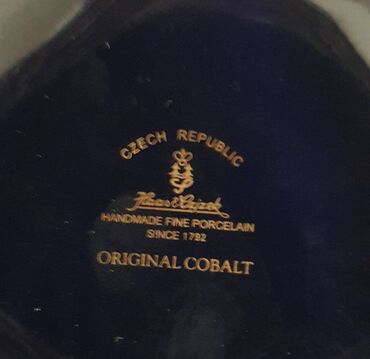 CZECH REPUBLIC
Haas & Czjzek
HANDMADE FINE PORCELAIN
SINCE 1792
ORIGINAL COBALT